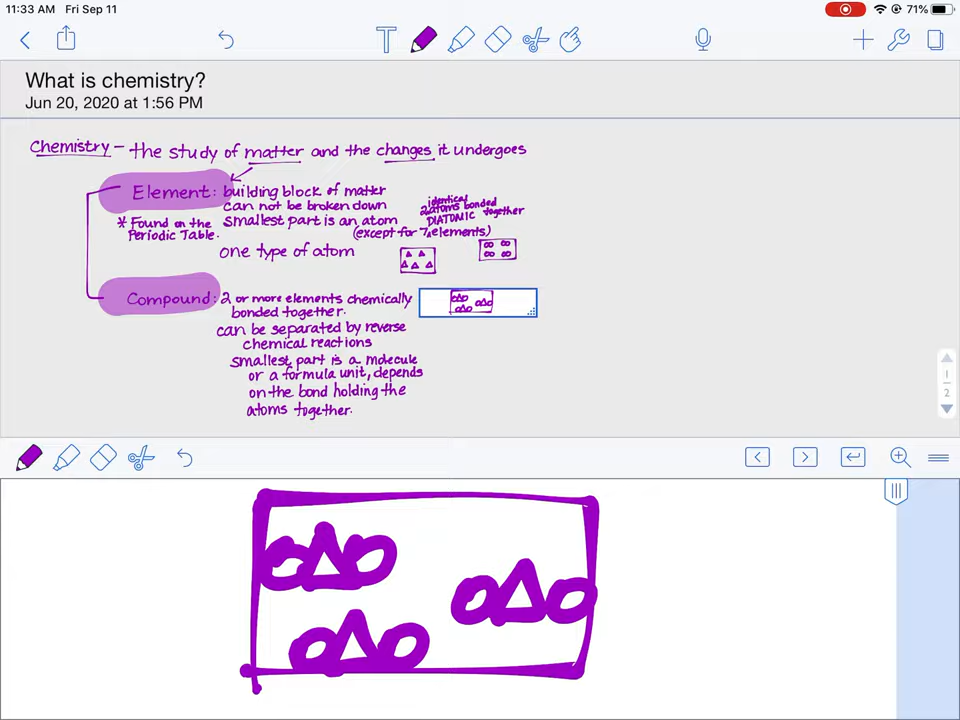 11:33 AM Fri Sep 11
71%
T
What is chemistry?
Jun 20, 2020 at 1:56 PM
Chemistry – the study of matter and the changes it undergoes
Element: building block of matter
can not be broken down
smallest part is an atom
(except for 7 elements)
identical
2 atoms bonded
DIATOMIC together
* Found on the
Periodic Table.
one type of atom
Compound: 2 or more elements chemically
bonded together.
can be separated by reverse
chemical reactions
smallest part is a molecule
or a formula unit, depends
on the bond holding the
atoms together.
1
2